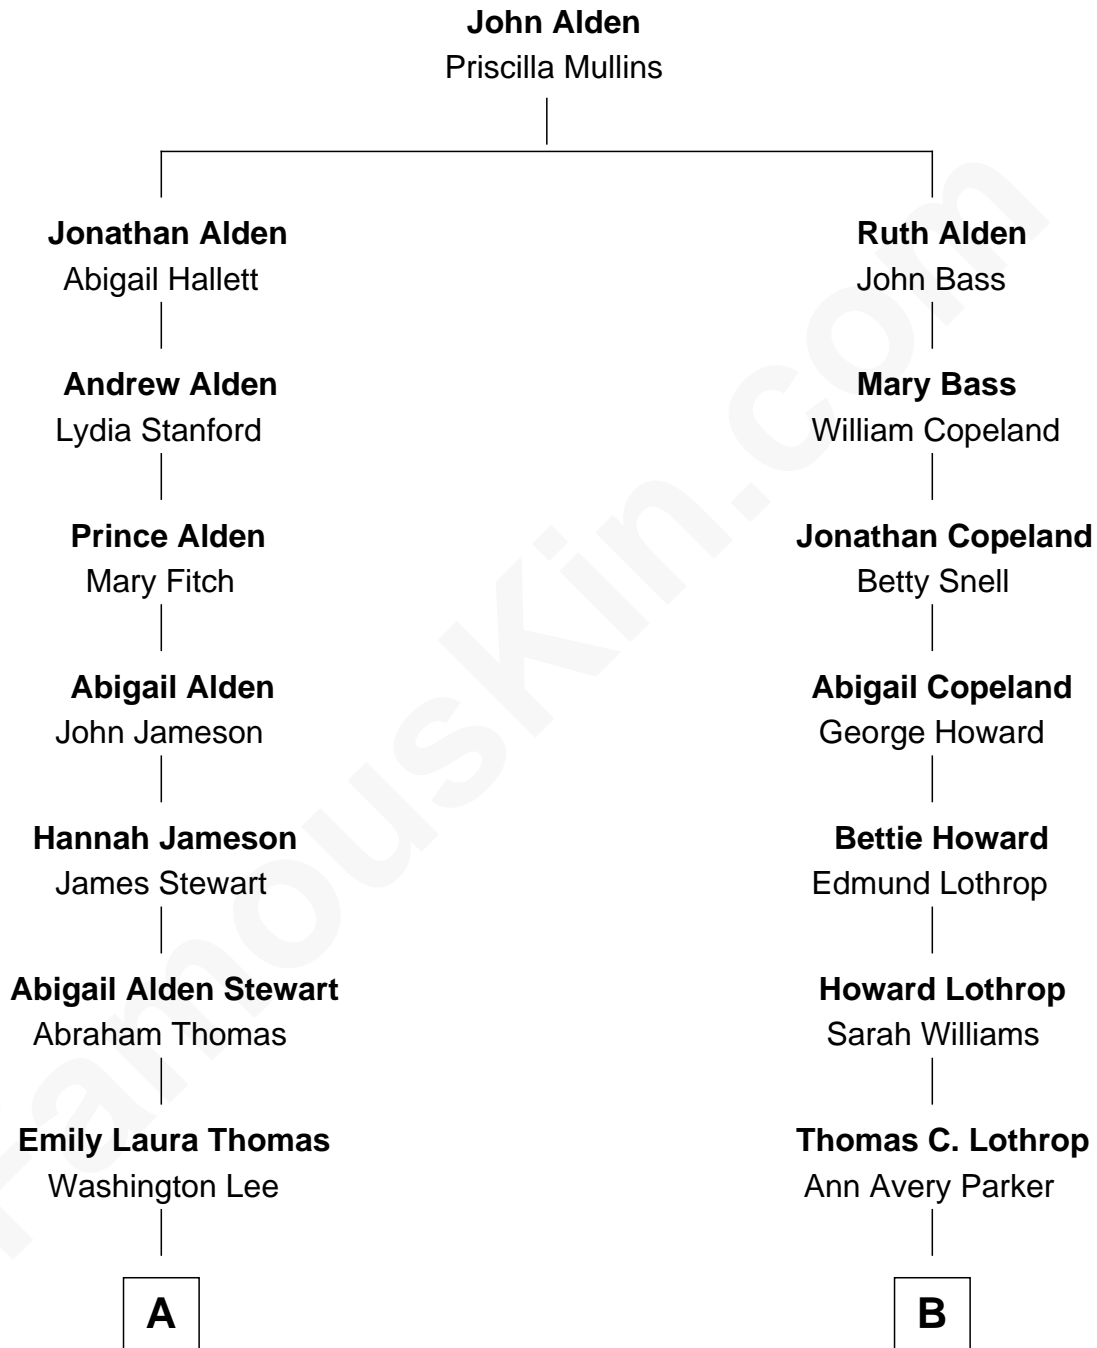 John Alden
Priscilla Mullins
Jonathan Alden
Abigail Hallett
Andrew Alden
Lydia Stanford
Prince Alden
Mary Fitch
Abigail Alden
John Jameson
Hannah Jameson
James Stewart
Abigail Alden Stewart
Abraham Thomas
Emily Laura Thomas
Washington Lee
A
Ruth Alden
John Bass
Mary Bass
William Copeland
Jonathan Copeland
Betty Snell
Abigail Copeland
George Howard
Bettie Howard
Edmund Lothrop
Howard Lothrop
Sarah Williams
Thomas C. Lothrop
Ann Avery Parker
B
FamousKin.com